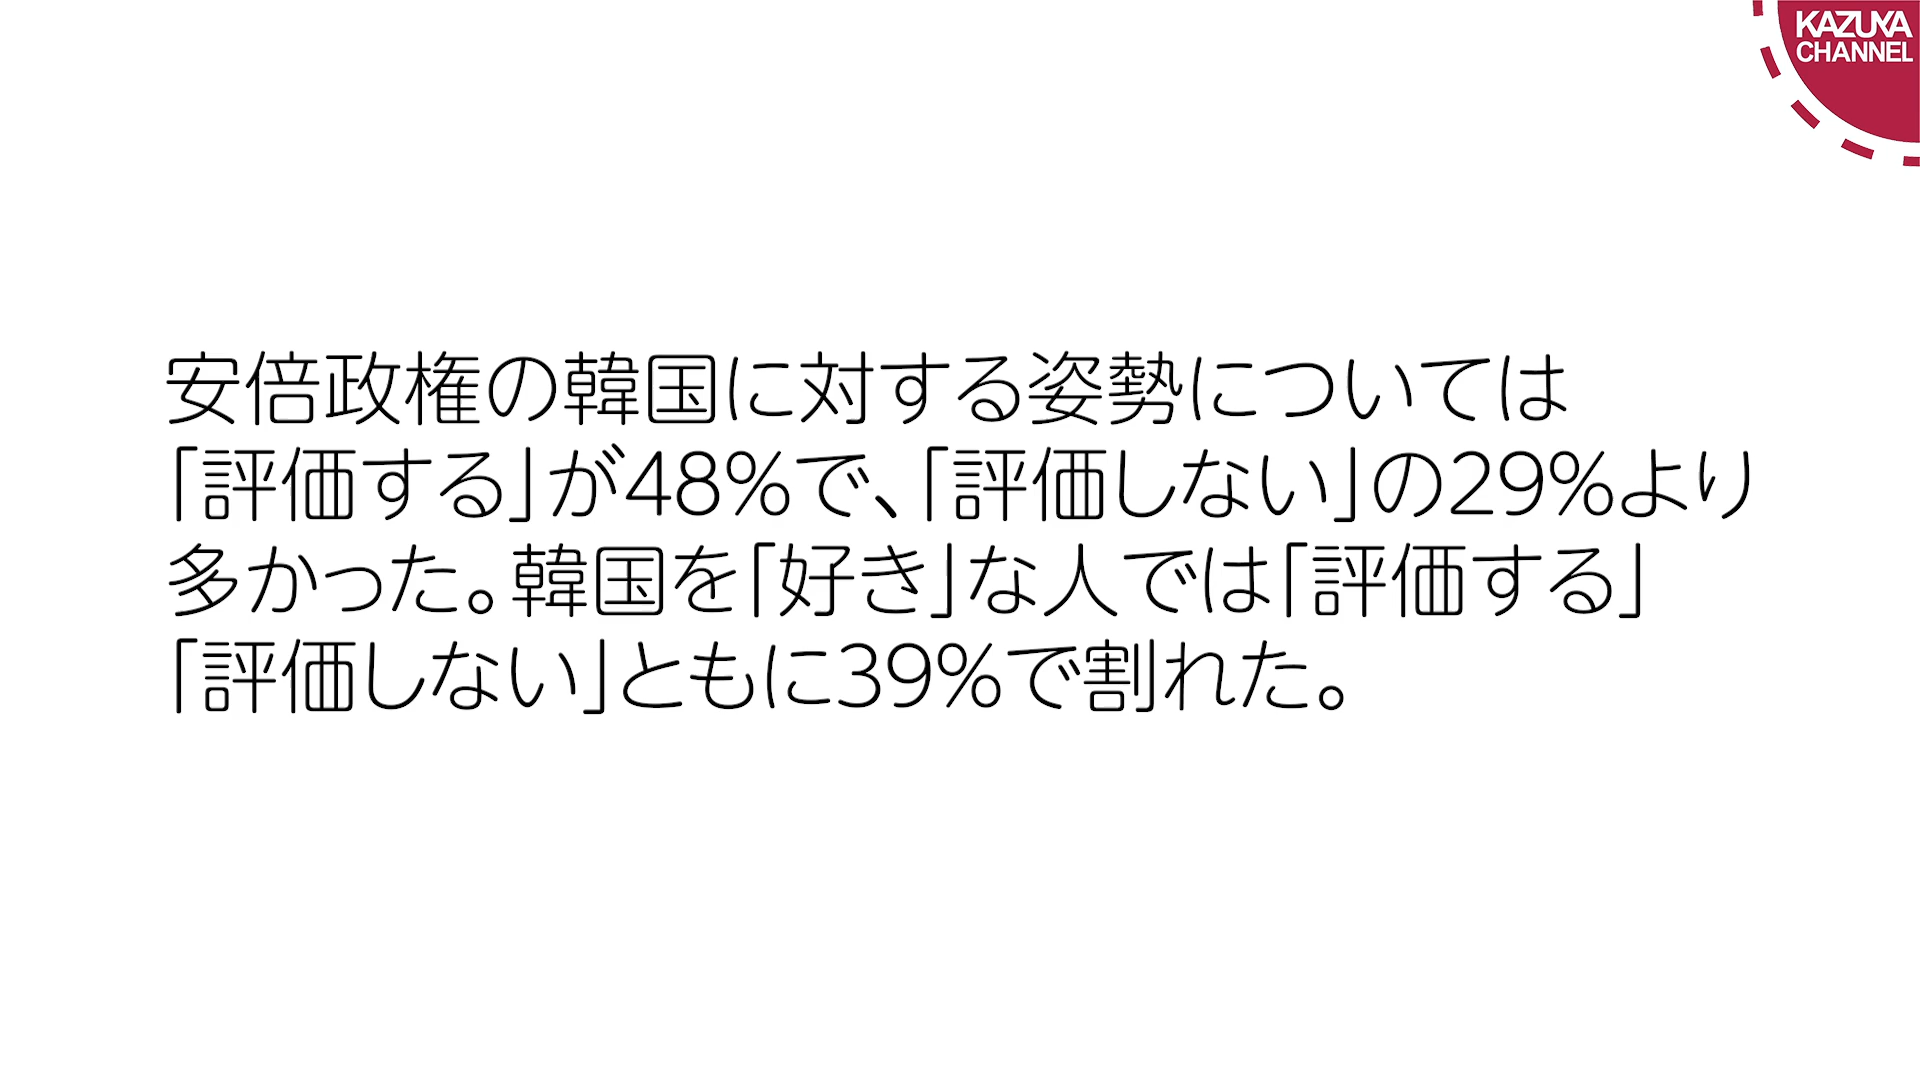 KAZUYA
CHANNEL
安倍政権の韓国に対する姿勢については
「評価する」が48%で、「評価しない」の29%より
多かった。韓国を「好き」な人では「評価する」
「評価しない」ともに39%で割れた。